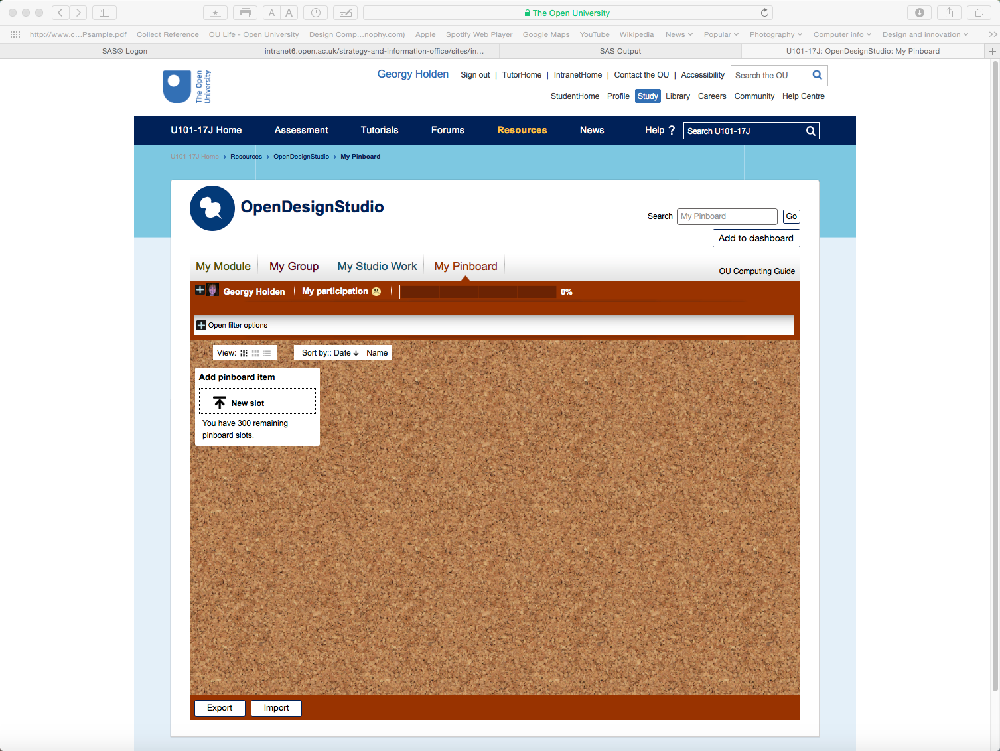 A A The Open University
http://www.c...Psample.pdf Collect Reference OU Life - Open University Design Comp...nophy.com) Apple Spotify Web Player Google Maps YouTube Wikipedia News Popular Photography Computer info Design and innovation >>
SAS® Logon intranet6.open.ac.uk/strategy-and-information-office/sites/in... SAS Output U101-17J: OpenDesignStudio: My Pinboard +
The Open
University
Georgy Holden Sign out | TutorHome | IntranetHome | Contact the OU | Accessibility Search the OU
StudentHome Profile Study Library Careers Community Help Centre
U101-17J Home Assessment Tutorials Forums Resources News Help ? Search U101-17J
U101-17J Home > Resources > OpenDesignStudio > My Pinboard
OpenDesignStudio
Search My Pinboard Go
Add to dashboard
My Module My Group My Studio Work My Pinboard
OU Computing Guide
Georgy Holden My participation 0%
Open filter options
View: Sort by:: Date Name
Add pinboard item
New slot
You have 300 remaining
pinboard slots.
Export Import